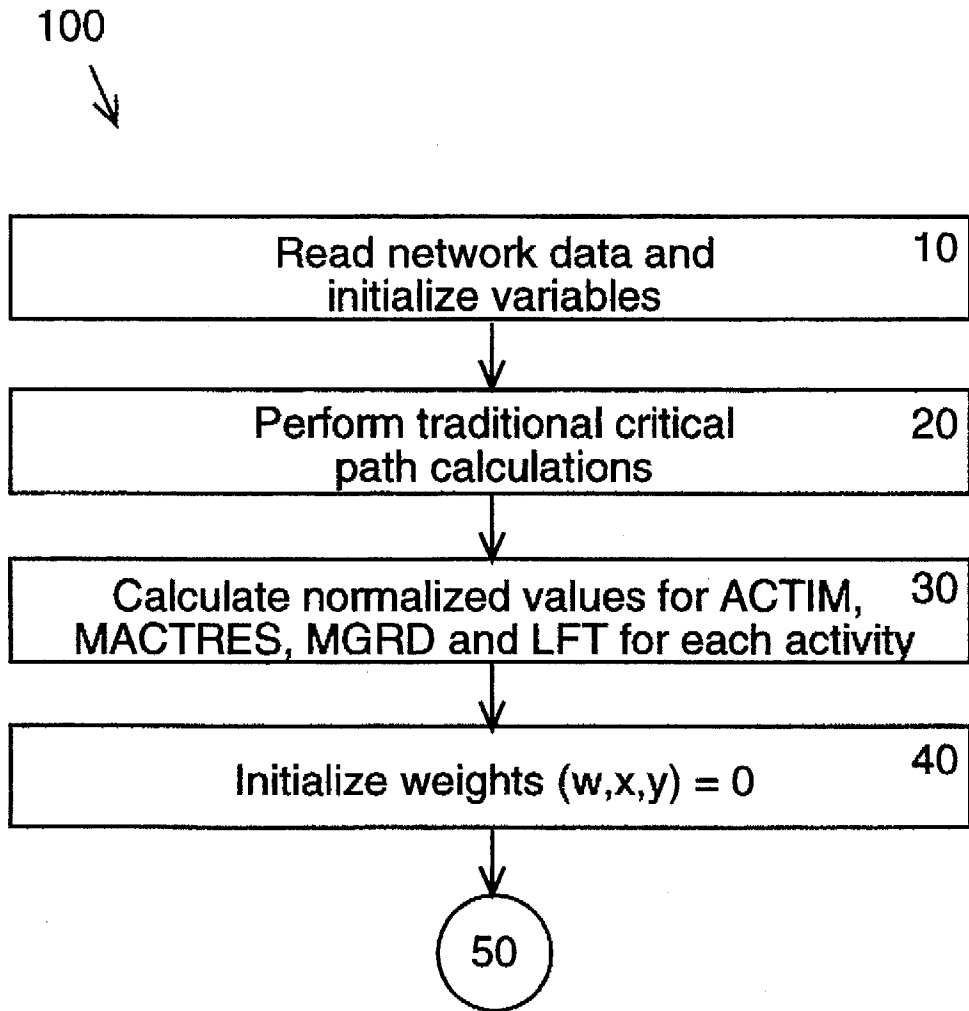 100
Read network data and 10
initialize variables
Perform traditional critical 20
path calculations
Calculate normalized values for ACTIM, 30
MACTRES, MGRD and LFT for each activity
Initialize weights (w,x,y) = 0 40
50